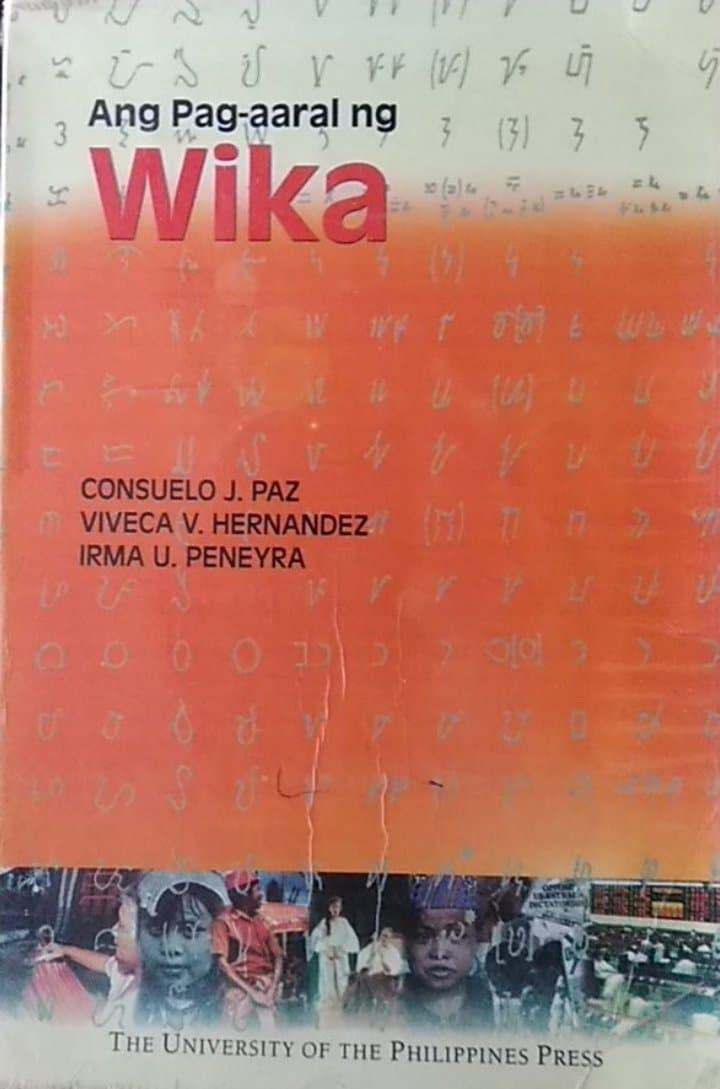 Ang Pag-aaral ng
Wika
CONSUELO J. PAZ
VIVECA V. HERNANDEZ
IRMA U. PENEYRA
THE UNIVERSITY OF THE PHILIPPINES PRESS